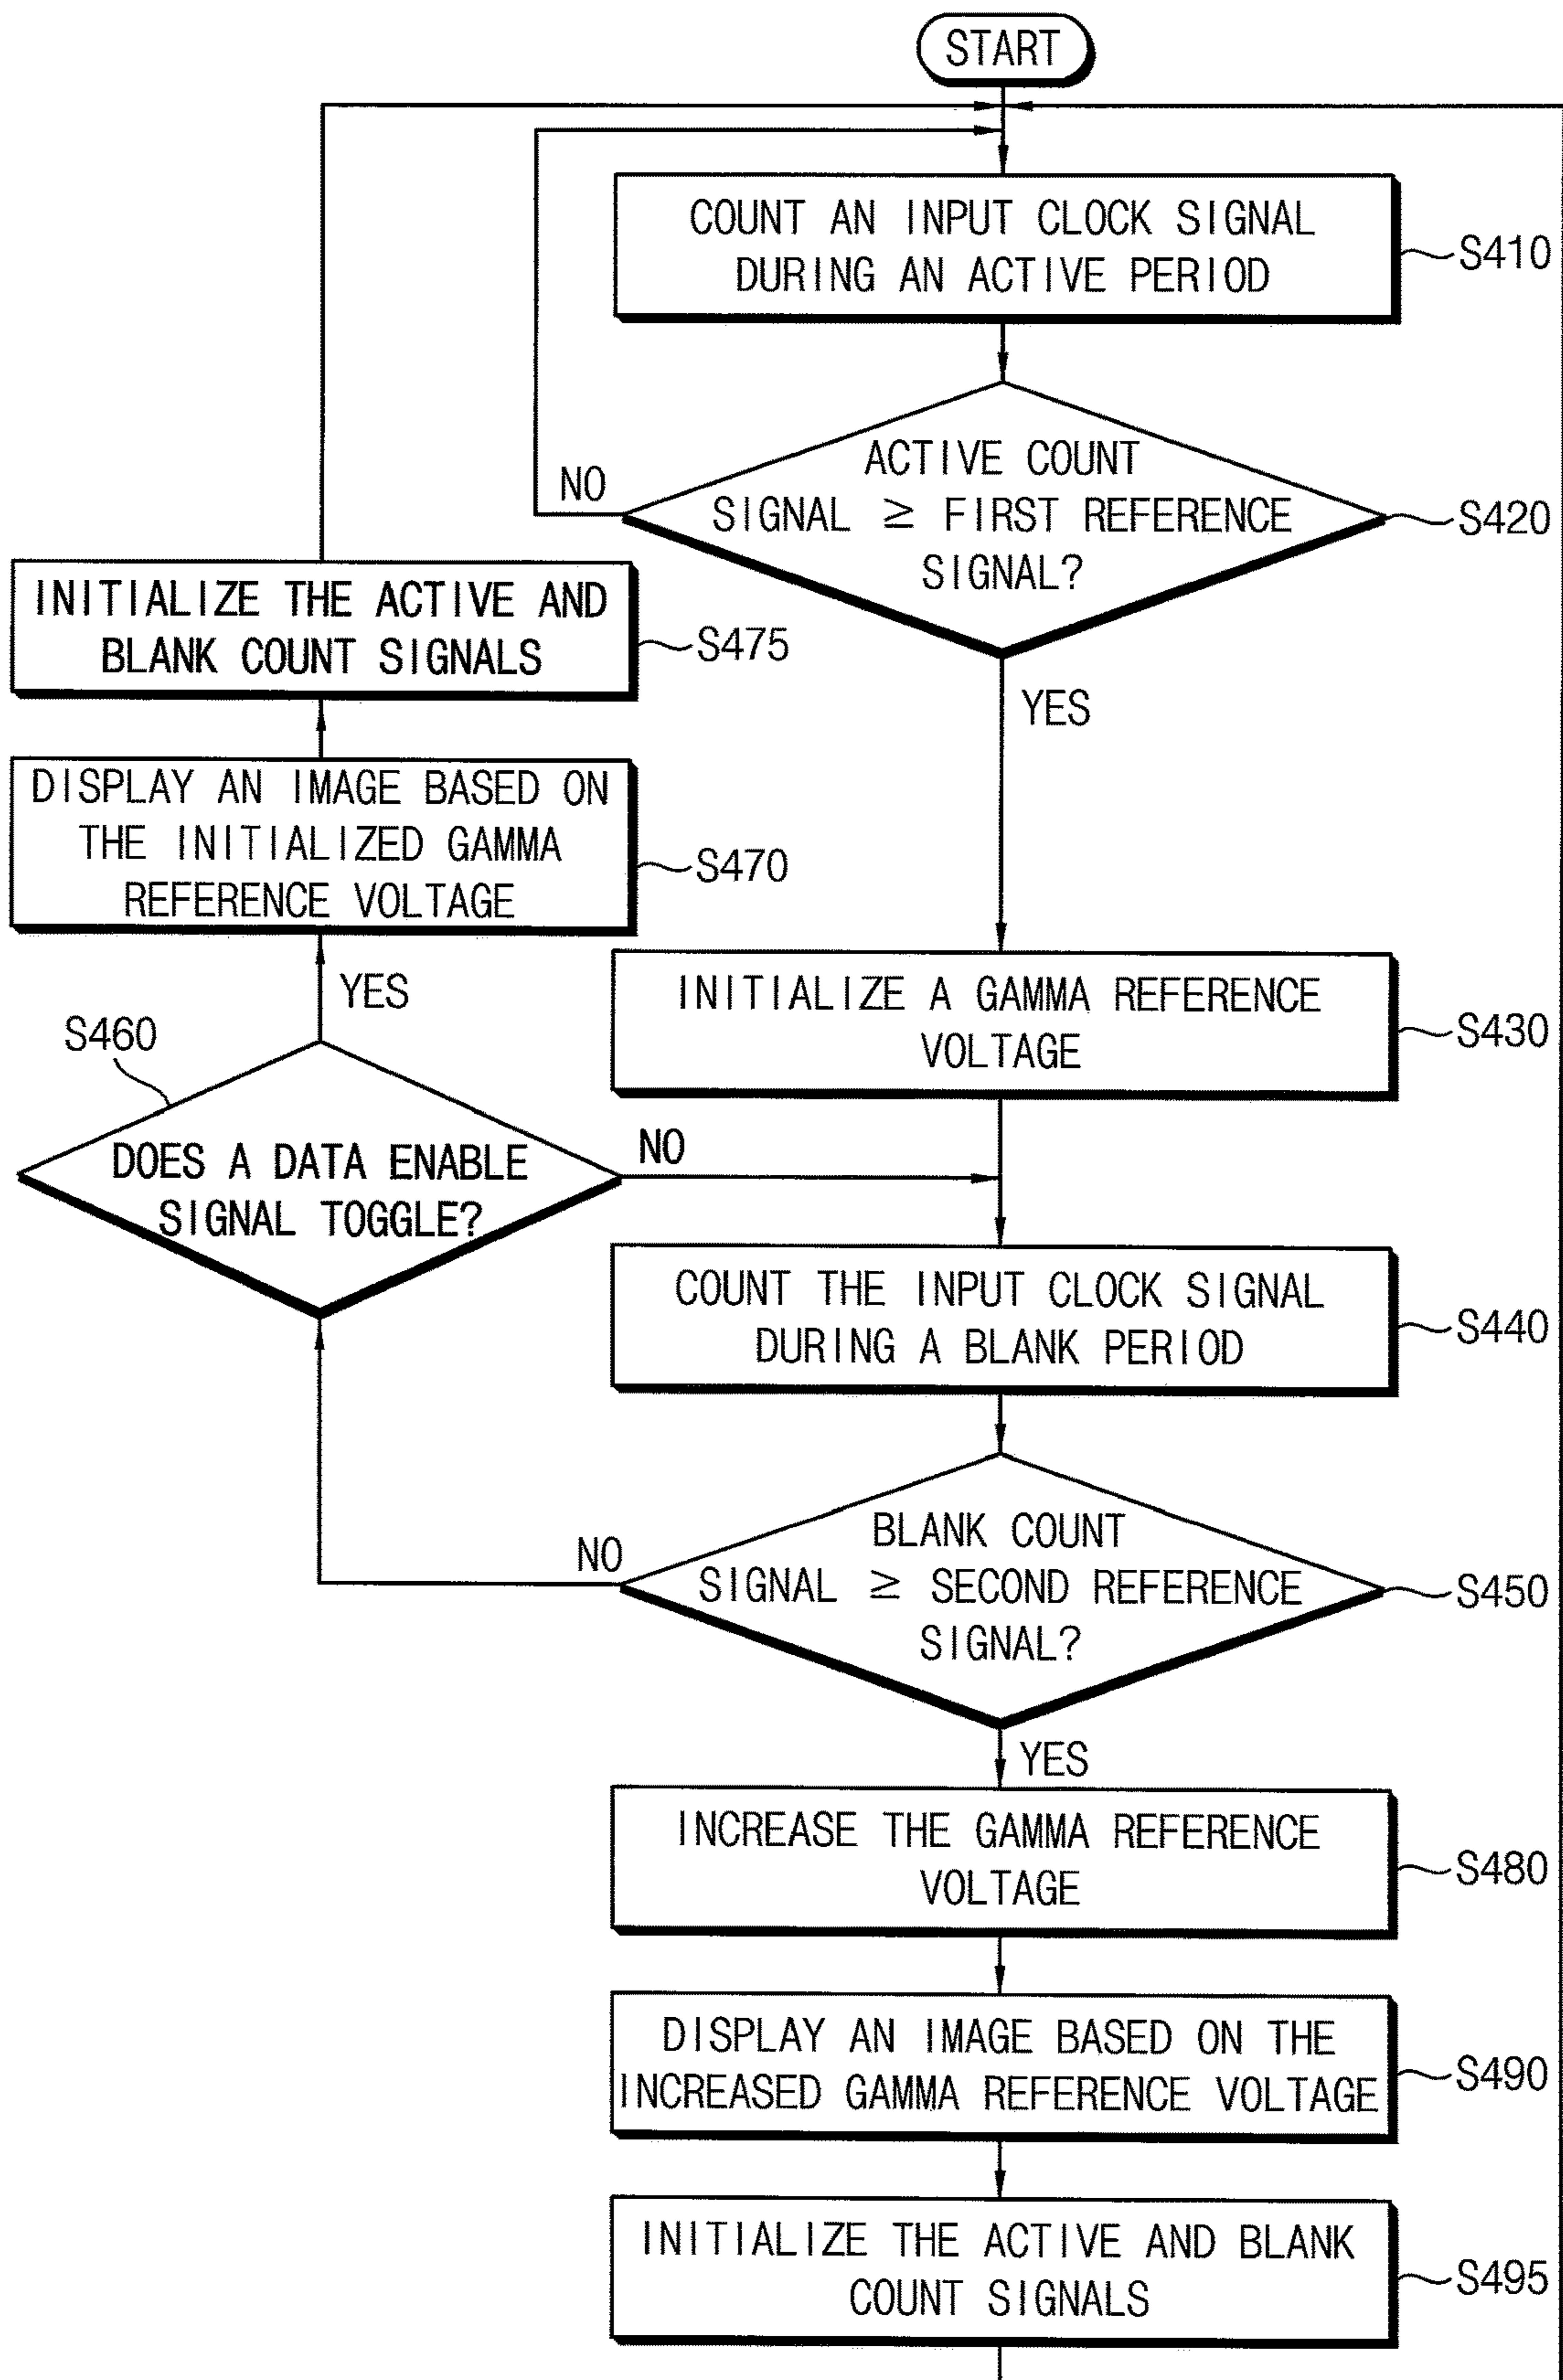 START
COUNT AN INPUT CLOCK SIGNAL
DURING AN ACTIVE PERIOD
S410
ACTIVE COUNT
SIGNAL ≥ FIRST REFERENCE
SIGNAL?
S420
NO
YES
INITIALIZE THE ACTIVE AND
BLANK COUNT SIGNALS
S475
DISPLAY AN IMAGE BASED ON
THE INITIALIZED GAMMA
REFERENCE VOLTAGE
S470
YES
INITIALIZE A GAMMA REFERENCE
VOLTAGE
S430
S460
DOES A DATA ENABLE
SIGNAL TOGGLE?
NO
COUNT THE INPUT CLOCK SIGNAL
DURING A BLANK PERIOD
S440
BLANK COUNT
SIGNAL ≥ SECOND REFERENCE
SIGNAL?
S450
NO
YES
INCREASE THE GAMMA REFERENCE
VOLTAGE
S480
DISPLAY AN IMAGE BASED ON THE
INCREASED GAMMA REFERENCE VOLTAGE
S490
INITIALIZE THE ACTIVE AND BLANK
COUNT SIGNALS
S495